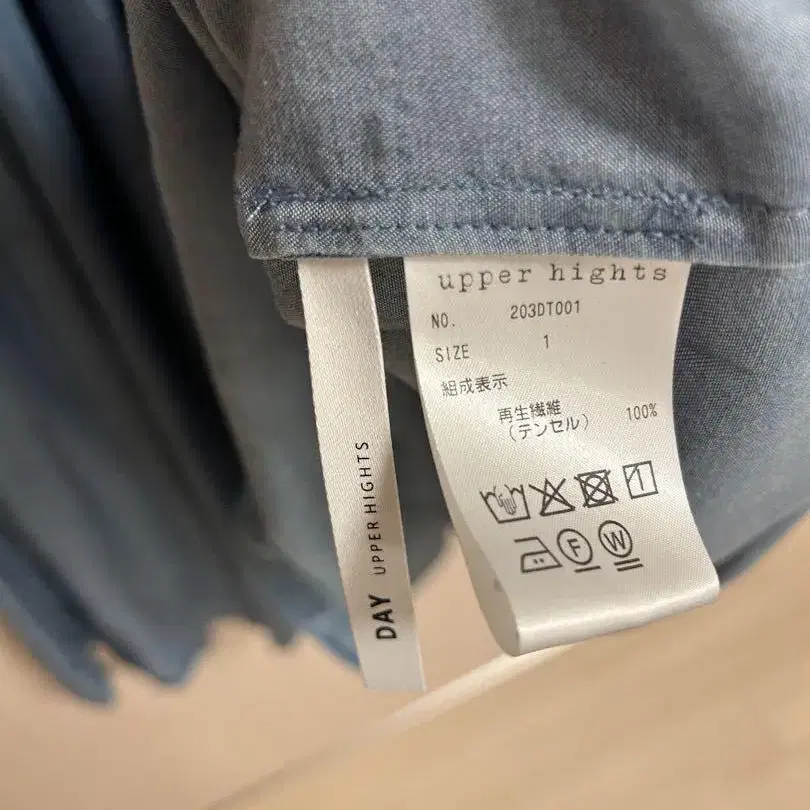 upper hights
NO. 203DT001
SIZE 1
組成表示
再生繊維 100%
(テンセル)
F W
DAY UPPER HIGHTS